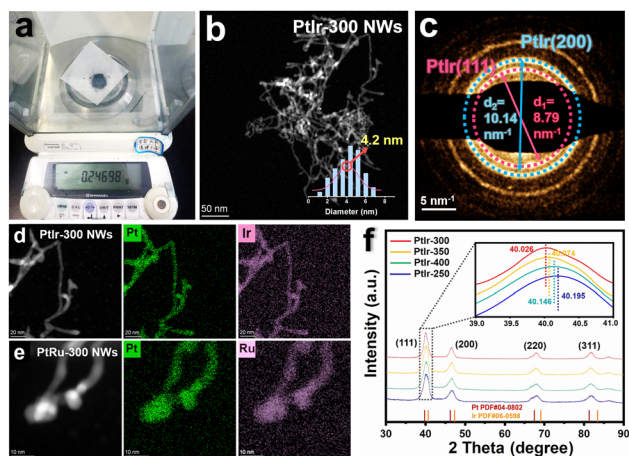 a
0.2469.8
SHIMADZU
b
PtIr-300 NWs
4.2 nm
50 nm
0 2 4 6 8
Diameter (nm)
c
PtIr(200)
PtIr(111)
d₂=
10.14
nm⁻¹
d₁=
8.79
nm⁻¹
5 nm⁻¹
d
PtIr-300 NWs
Pt
Ir
20 nm
20 nm
20 nm
e
PtRu-300 NWs
Pt
Ru
10 nm
10 nm
10 nm
f
PtIr-300
PtIr-350
PtIr-400
PtIr-250
40.026
40.074
40.146
40.195
39.0 39.5 40.0 40.5 41.0
(111)
(200)
(220)
(311)
Pt PDF#04-0802
Ir PDF#06-0598
Intensity (a.u.)
30 40 50 60 70 80 90
2 Theta (degree)